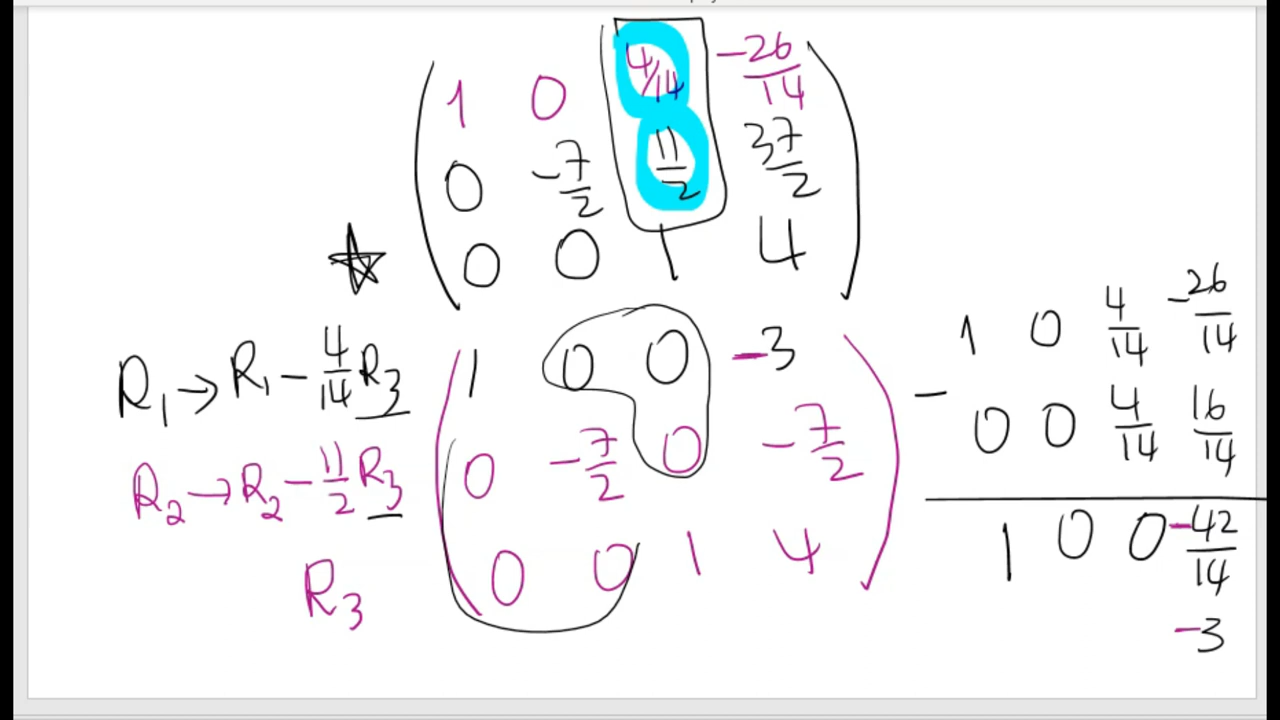 1 0 4/14 -26/14
0 -7/2 11/2 37/2
0 0 1 4
R1 → R1 - 4/14 R3 1 0 0 -3
R2 → R2 - 11/2 R3 0 -7/2 0 -7/2
R3 0 0 1 4
1 0 4/14 -26/14
- 0 0 4/14 16/14
1 0 0 -42/14
-3